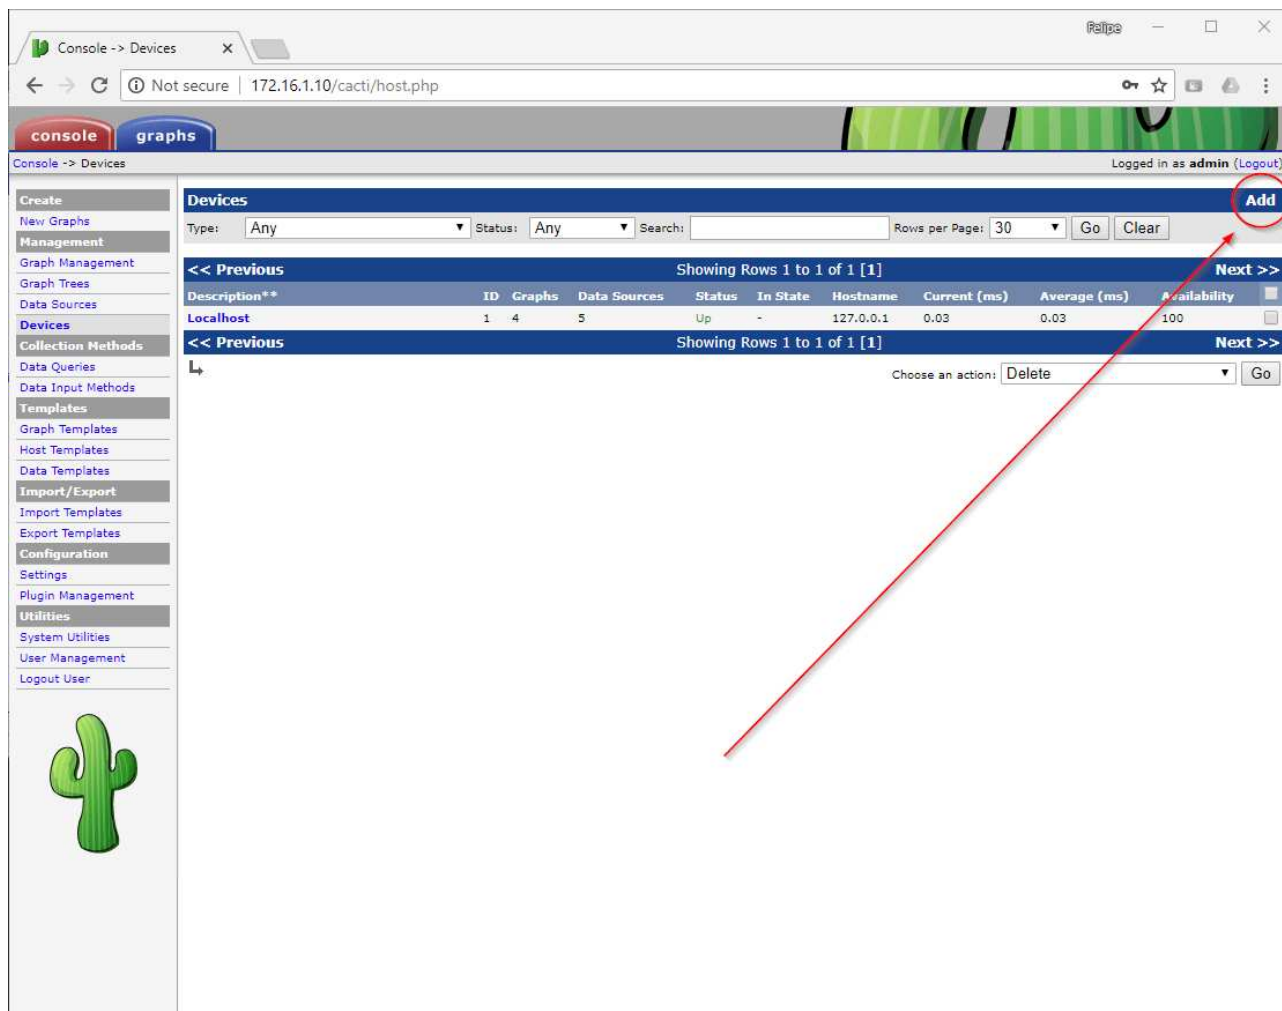 Felipe
Console -> Devices
Not secure | 172.16.1.10/cacti/host.php
console graphs
Console -> Devices Logged in as admin (Logout)
Create
New Graphs
Management
Graph Management
Graph Trees
Data Sources
Devices
Collection Methods
Data Queries
Data Input Methods
Templates
Graph Templates
Host Templates
Data Templates
Import/Export
Import Templates
Export Templates
Configuration
Settings
Plugin Management
Utilities
System Utilities
User Management
Logout User
Devices Add
Type: Any Status: Any Search: Rows per Page: 30 Go Clear
<< Previous Showing Rows 1 to 1 of 1 [1] Next >>
Description** ID Graphs Data Sources Status In State Hostname Current (ms) Average (ms) Availability
Localhost 1 4 5 Up - 127.0.0.1 0.03 0.03 100
<< Previous Showing Rows 1 to 1 of 1 [1] Next >>
Choose an action: Delete Go